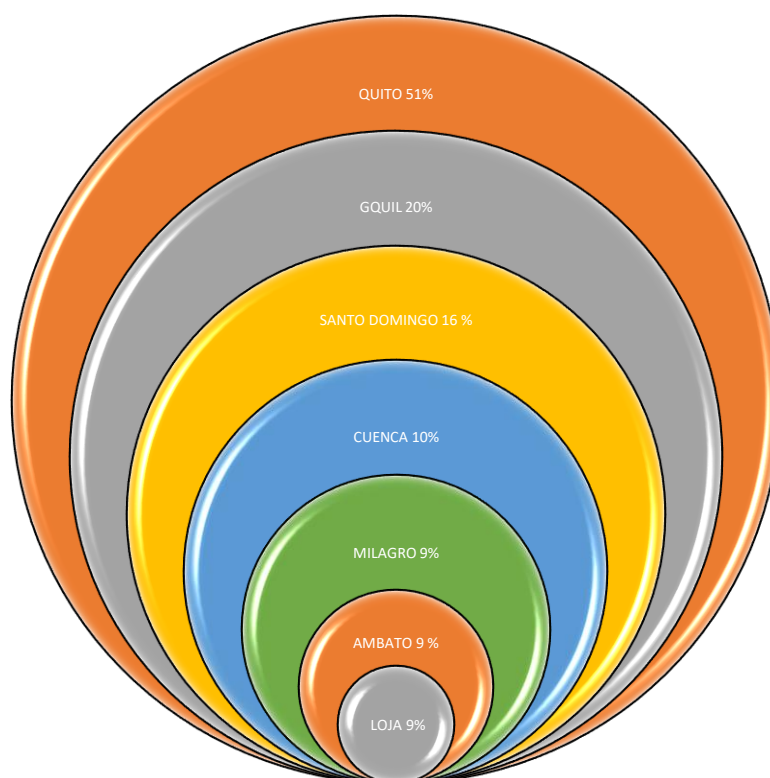 QUITO 51%
GQUIL 20%
SANTO DOMINGO 16 %
CUENCA 10%
MILAGRO 9%
AMBATO 9 %
LOJA 9%